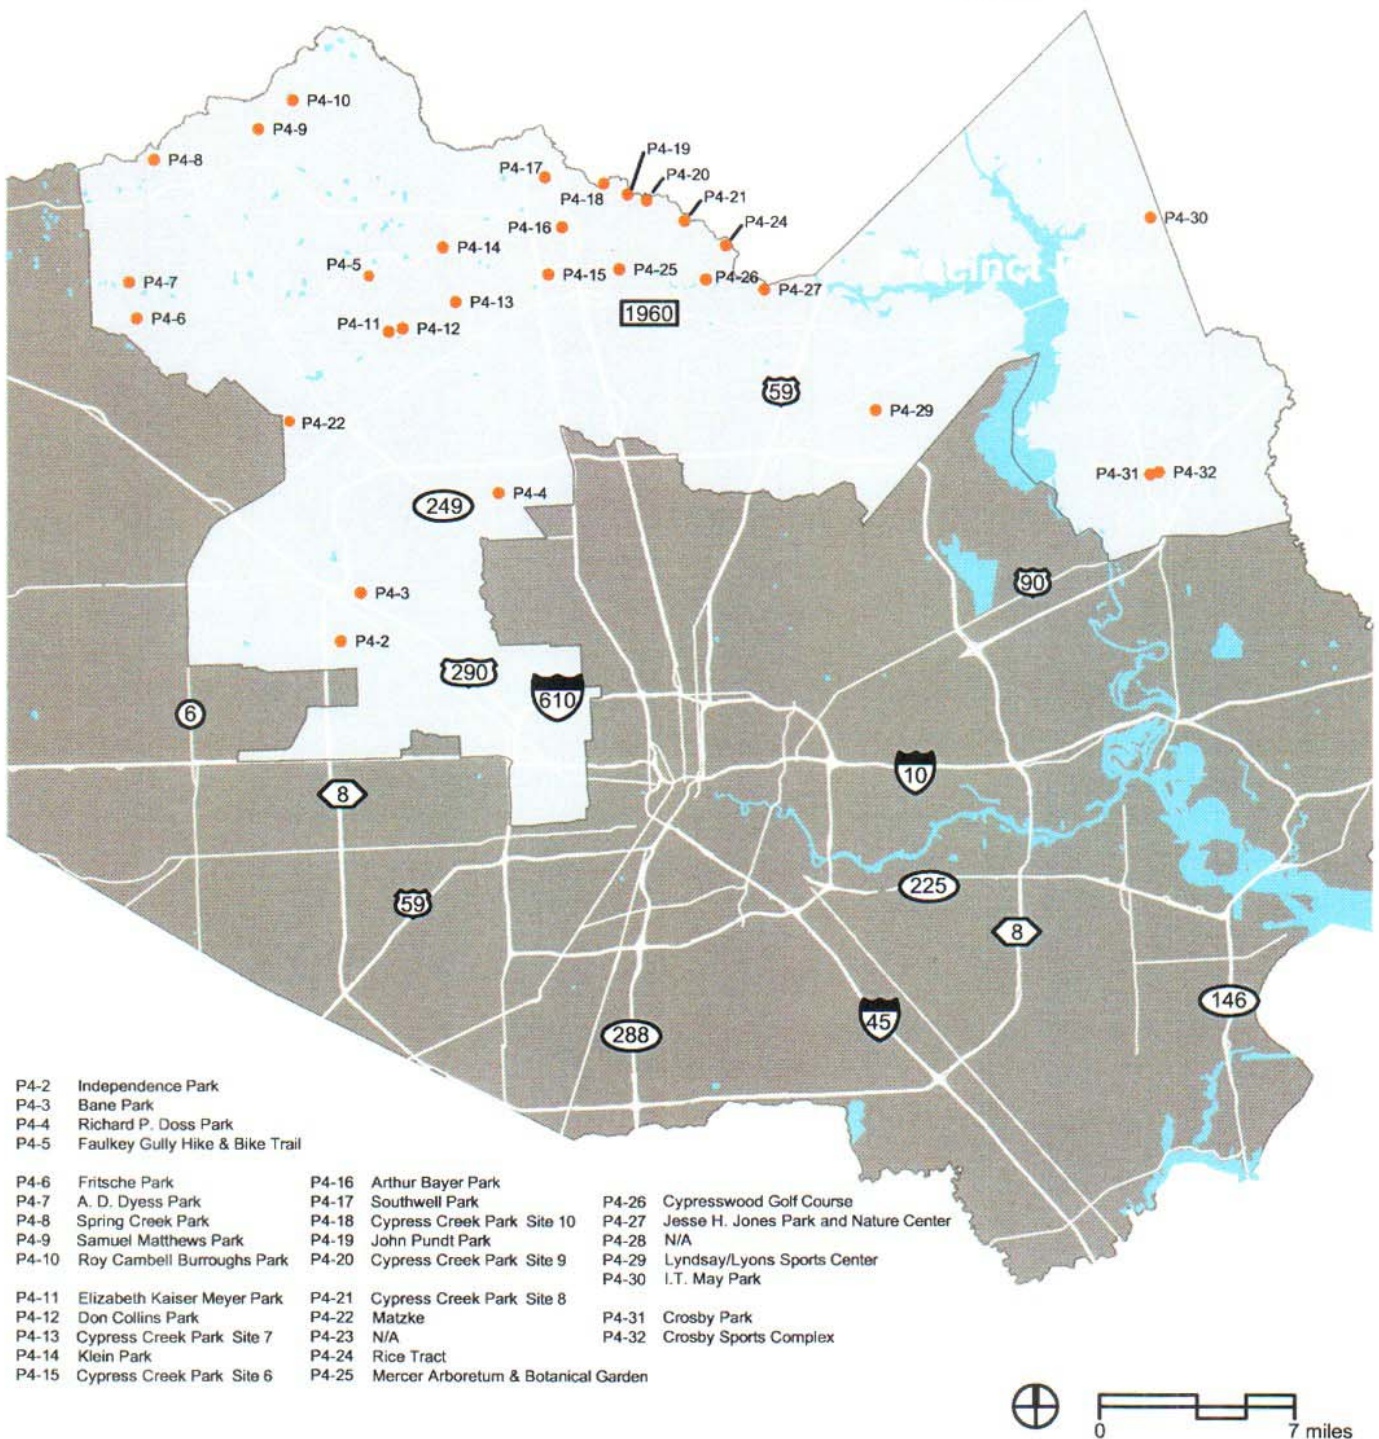 P4-10
P4-9
P4-8
P4-19
P4-17
P4-20
P4-18
P4-21
P4-24
P4-30
P4-16
P4-14
P4-5
P4-15
P4-25
P4-26
P4-27
P4-7
P4-13
P4-6
P4-11
P4-12
1960
59
P4-29
P4-22
P4-31
P4-32
P4-4
249
90
P4-3
P4-2
290
610
6
10
8
225
59
8
146
45
288
P4-2 Independence Park
P4-3 Bane Park
P4-4 Richard P. Doss Park
P4-5 Faulkey Gully Hike & Bike Trail
P4-6 Fritsche Park
P4-7 A. D. Dyess Park
P4-8 Spring Creek Park
P4-9 Samuel Matthews Park
P4-10 Roy Cambell Burroughs Park
P4-11 Elizabeth Kaiser Meyer Park
P4-12 Don Collins Park
P4-13 Cypress Creek Park Site 7
P4-14 Klein Park
P4-15 Cypress Creek Park Site 6
P4-16 Arthur Bayer Park
P4-17 Southwell Park
P4-18 Cypress Creek Park Site 10
P4-19 John Pundt Park
P4-20 Cypress Creek Park Site 9
P4-21 Cypress Creek Park Site 8
P4-22 Matzke
P4-23 N/A
P4-24 Rice Tract
P4-25 Mercer Arboretum & Botanical Garden
P4-26 Cypresswood Golf Course
P4-27 Jesse H. Jones Park and Nature Center
P4-28 N/A
P4-29 Lyndsay/Lyons Sports Center
P4-30 I.T. May Park
P4-31 Crosby Park
P4-32 Crosby Sports Complex
0 7 miles